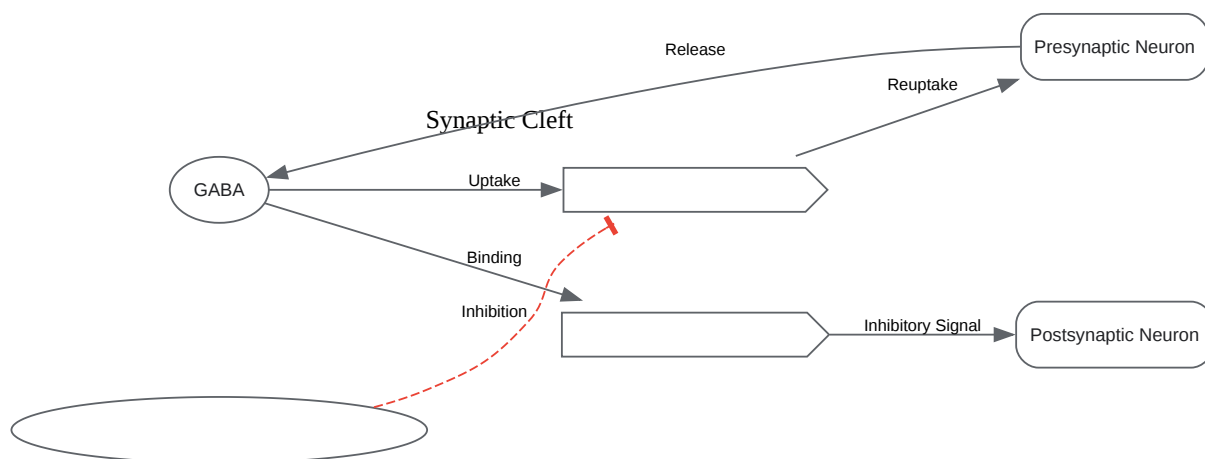 Presynaptic Neuron
Release
Reuptake
Synaptic Cleft
GABA
Uptake
Binding
Inhibition
Inhibitory Signal
Postsynaptic Neuron